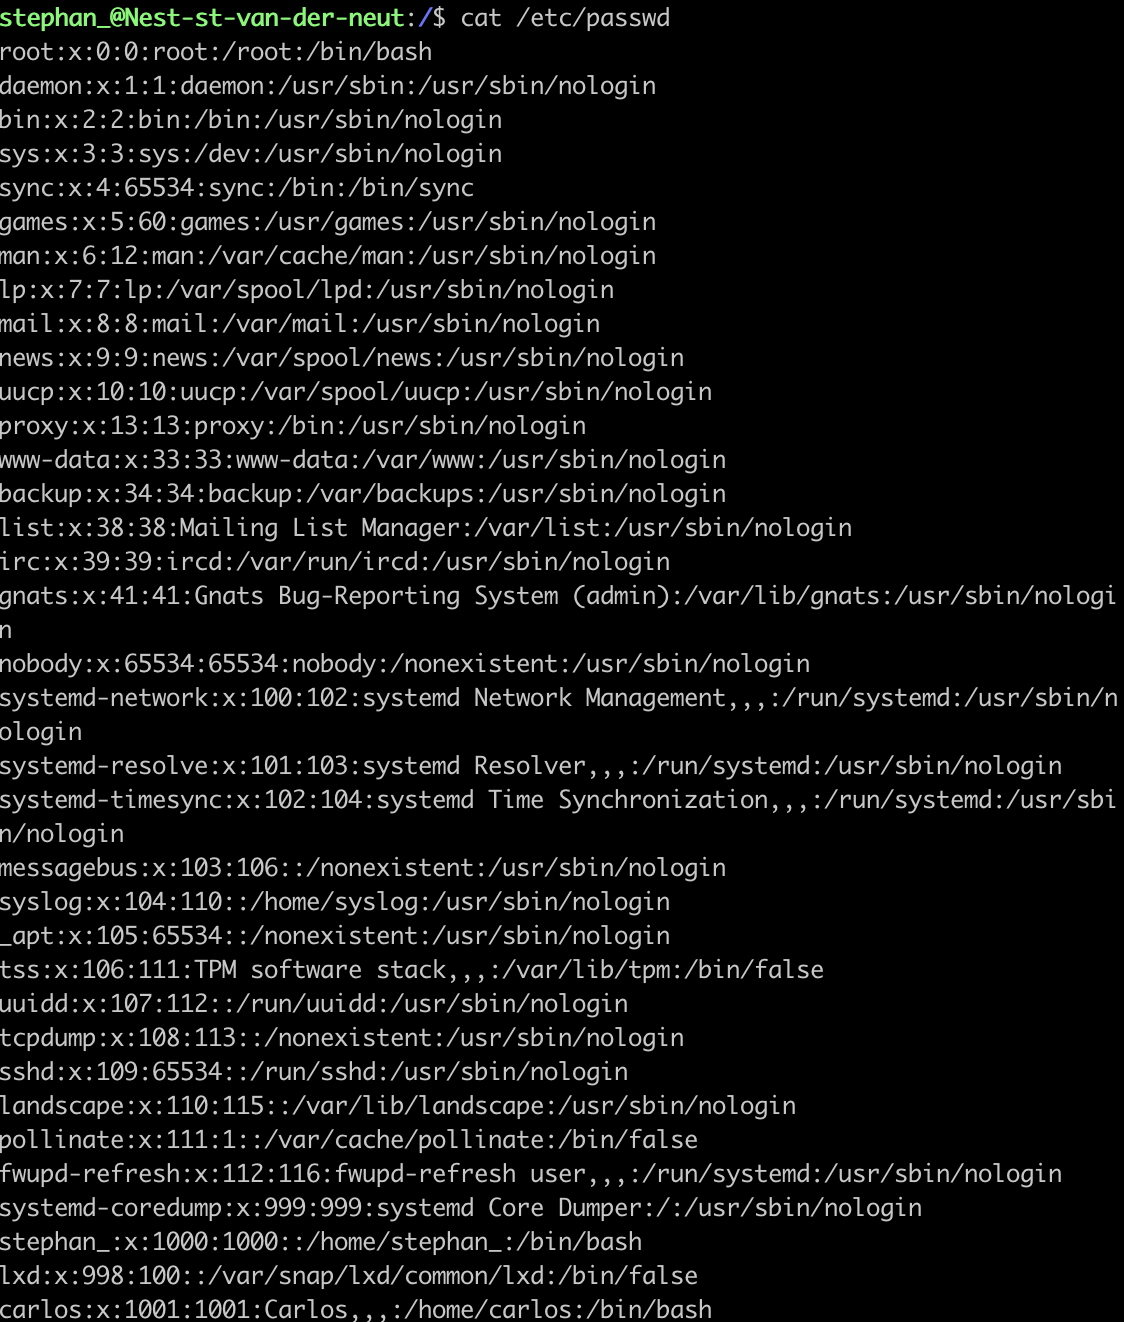 stephan_@Nest-st-van-der-neut:/$ cat /etc/passwd
root:x:0:0:root:/root:/bin/bash
daemon:x:1:1:daemon:/usr/sbin:/usr/sbin/nologin
bin:x:2:2:bin:/bin:/usr/sbin/nologin
sys:x:3:3:sys:/dev:/usr/sbin/nologin
sync:x:4:65534:sync:/bin:/bin/sync
games:x:5:60:games:/usr/games:/usr/sbin/nologin
man:x:6:12:man:/var/cache/man:/usr/sbin/nologin
lp:x:7:7:lp:/var/spool/lpd:/usr/sbin/nologin
mail:x:8:8:mail:/var/mail:/usr/sbin/nologin
news:x:9:9:news:/var/spool/news:/usr/sbin/nologin
uucp:x:10:10:uucp:/var/spool/uucp:/usr/sbin/nologin
proxy:x:13:13:proxy:/bin:/usr/sbin/nologin
www-data:x:33:33:www-data:/var/www:/usr/sbin/nologin
backup:x:34:34:backup:/var/backups:/usr/sbin/nologin
list:x:38:38:Mailing List Manager:/var/list:/usr/sbin/nologin
irc:x:39:39:ircd:/var/run/ircd:/usr/sbin/nologin
gnats:x:41:41:Gnats Bug-Reporting System (admin):/var/lib/gnats:/usr/sbin/nologi
n
nobody:x:65534:65534:nobody:/nonexistent:/usr/sbin/nologin
systemd-network:x:100:102:systemd Network Management,,,:/run/systemd:/usr/sbin/n
ologin
systemd-resolve:x:101:103:systemd Resolver,,,:/run/systemd:/usr/sbin/nologin
systemd-timesync:x:102:104:systemd Time Synchronization,,,:/run/systemd:/usr/sbi
n/nologin
messagebus:x:103:106::/nonexistent:/usr/sbin/nologin
syslog:x:104:110::/home/syslog:/usr/sbin/nologin
_apt:x:105:65534::/nonexistent:/usr/sbin/nologin
tss:x:106:111:TPM software stack,,,:/var/lib/tpm:/bin/false
uuidd:x:107:112::/run/uuidd:/usr/sbin/nologin
tcpdump:x:108:113::/nonexistent:/usr/sbin/nologin
sshd:x:109:65534::/run/sshd:/usr/sbin/nologin
landscape:x:110:115::/var/lib/landscape:/usr/sbin/nologin
pollinate:x:111:1::/var/cache/pollinate:/bin/false
fwupd-refresh:x:112:116:fwupd-refresh user,,,:/run/systemd:/usr/sbin/nologin
systemd-coredump:x:999:999:systemd Core Dumper:/:/usr/sbin/nologin
stephan_:x:1000:1000::/home/stephan_:/bin/bash
lxd:x:998:100::/var/snap/lxd/common/lxd:/bin/false
carlos:x:1001:1001:Carlos,,,:/home/carlos:/bin/bash